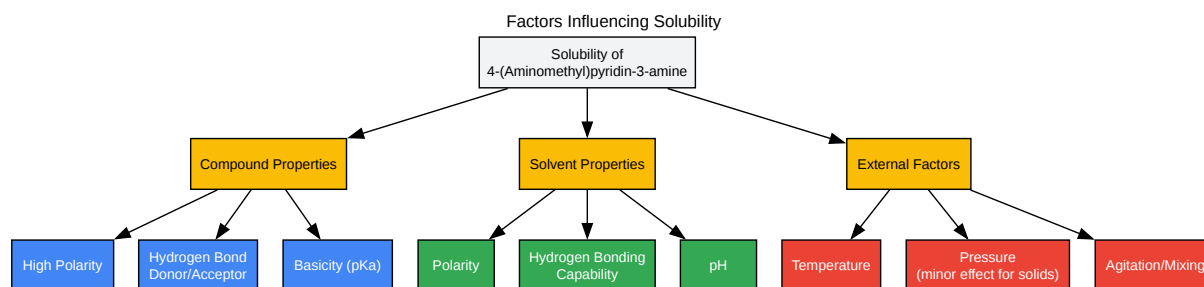 Factors Influencing Solubility
Solubility of
4-(Aminomethyl)pyridin-3-amine
Compound Properties
Solvent Properties
External Factors
High Polarity
Hydrogen Bond
Donor/Acceptor
Basicity (pKa)
Polarity
Hydrogen Bonding
Capability
pH
Temperature
Pressure
(minor effect for solids)
Agitation/Mixing